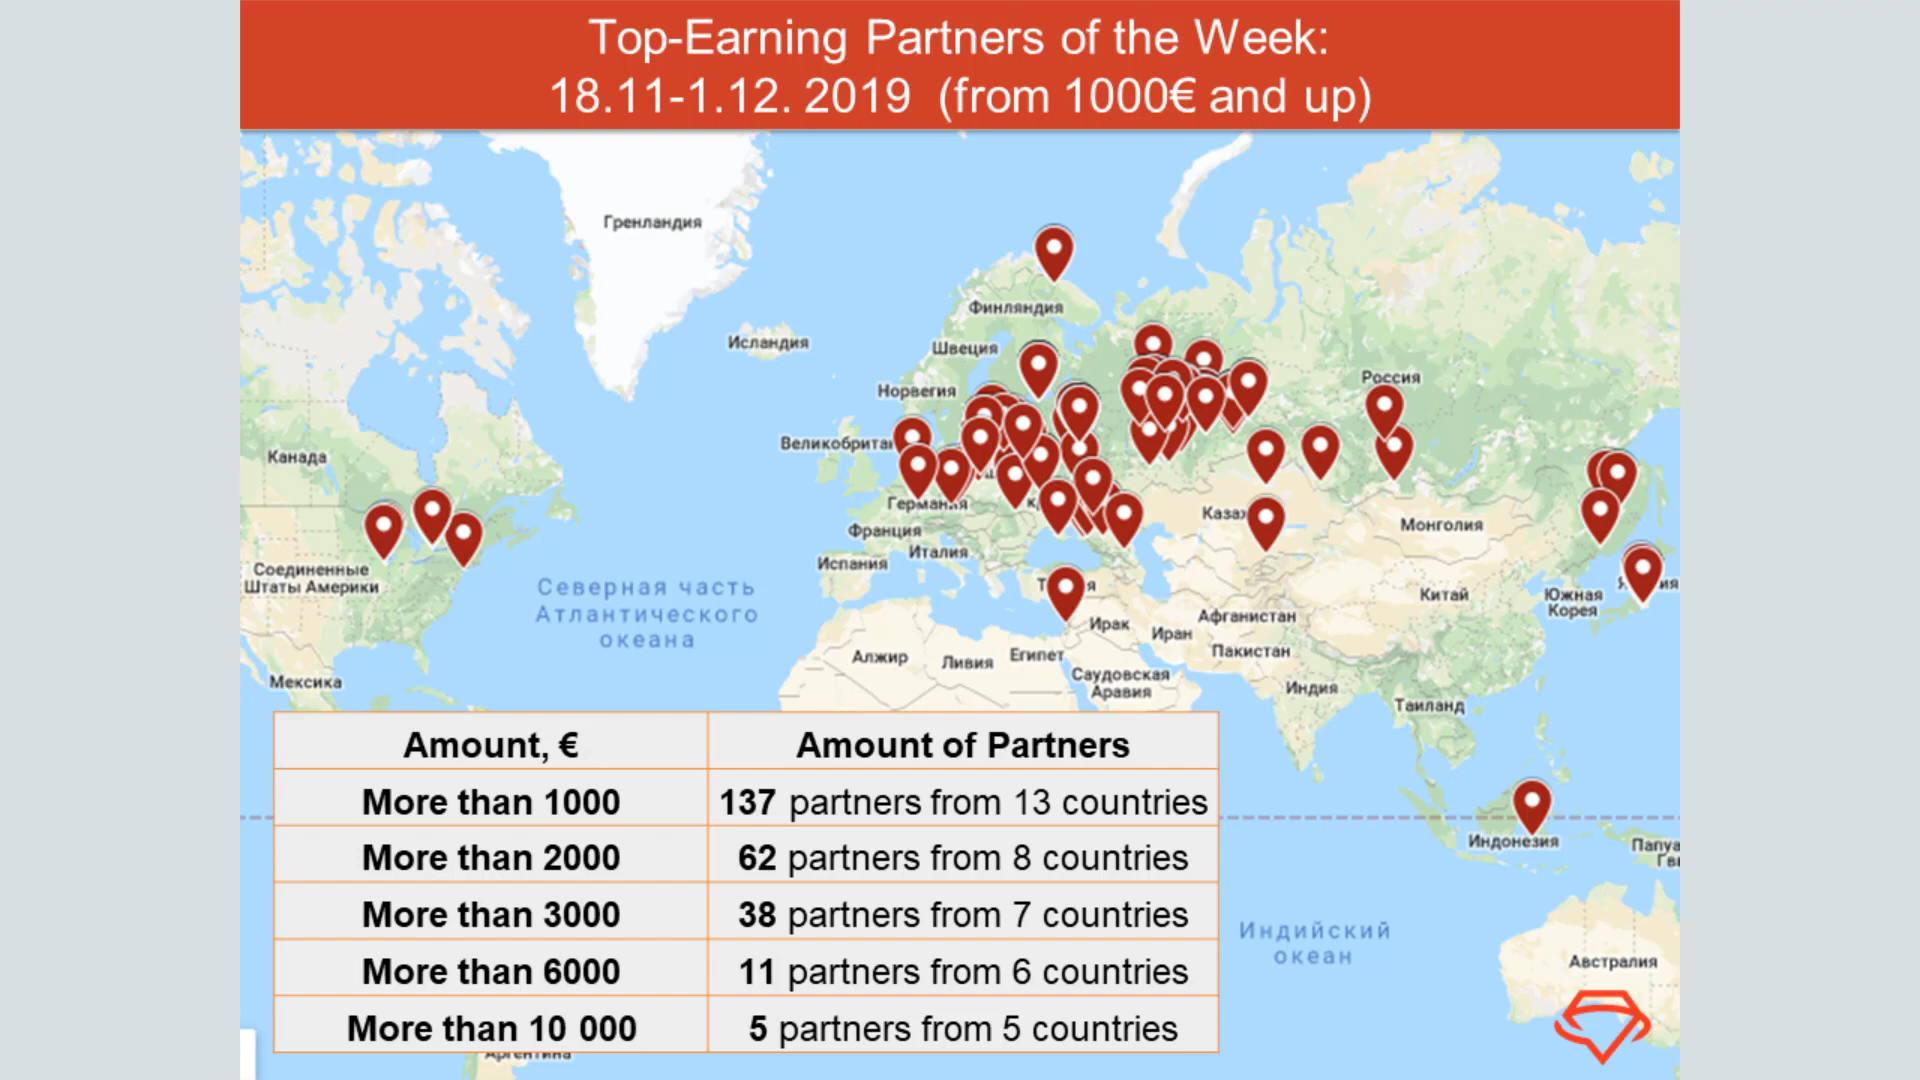 Top-Earning Partners of the Week:
18.11-1.12. 2019 (from 1000€ and up)
Гренландия
Финляндия
Исландия
Швеция
Россия
Норвегия
Канада
Германия
Монголия
Франция
Италия
Испания
Соединенные
Штаты Америки
Северная часть
Атлантического
океана
Китай
Южная
Корея
Афганистан
Ирак
Иран
Пакистан
Алжир
Ливия
Египет
Саудовская
Аравия
Индия
Мексика
Таиланд
Amount, € Amount of Partners
More than 1000 137 partners from 13 countries
More than 2000 62 partners from 8 countries
More than 3000 38 partners from 7 countries
More than 6000 11 partners from 6 countries
More than 10 000 5 partners from 5 countries
Индонезия
Индийский
океан
Австралия
Аргентина